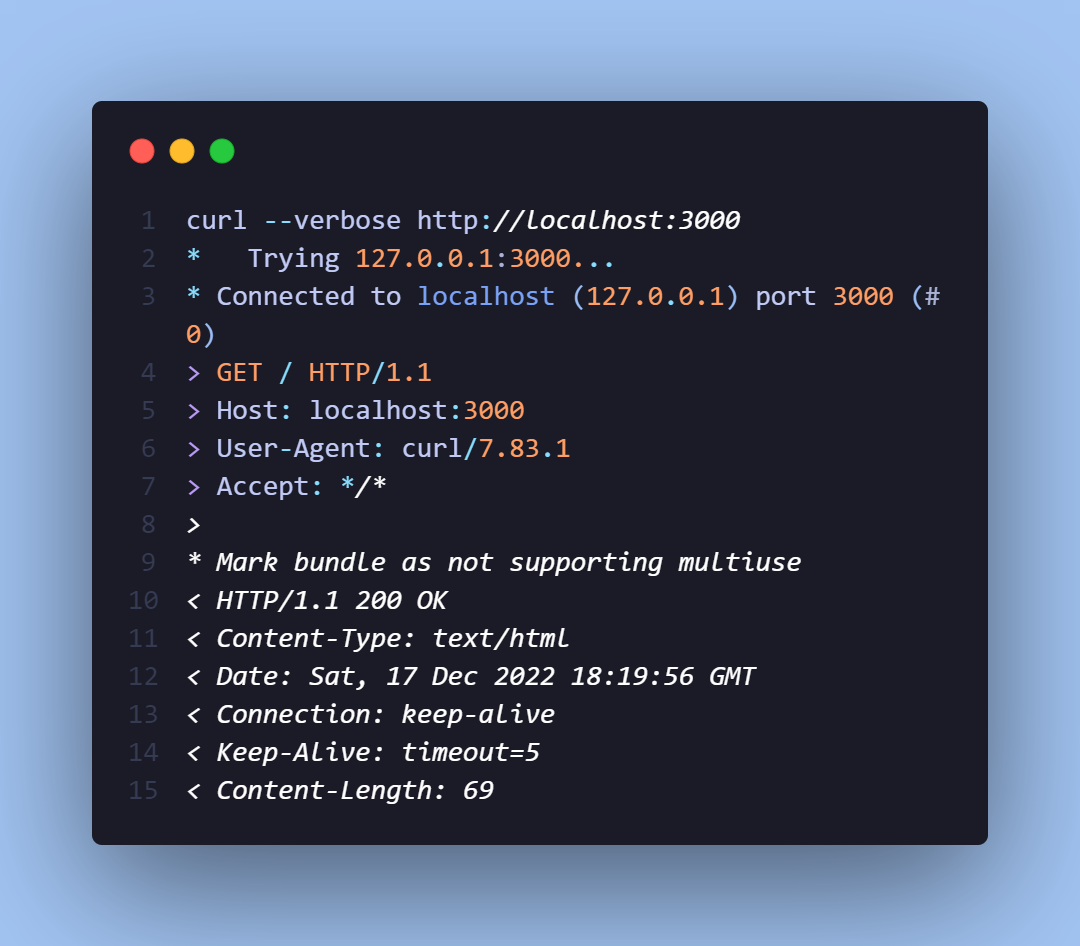 1 curl --verbose http://localhost:3000
2 *   Trying 127.0.0.1:3000...
3 * Connected to localhost (127.0.0.1) port 3000 (#
0)
4 > GET / HTTP/1.1
5 > Host: localhost:3000
6 > User-Agent: curl/7.83.1
7 > Accept: */*
8 >
9 * Mark bundle as not supporting multiuse
10 < HTTP/1.1 200 OK
11 < Content-Type: text/html
12 < Date: Sat, 17 Dec 2022 18:19:56 GMT
13 < Connection: keep-alive
14 < Keep-Alive: timeout=5
15 < Content-Length: 69